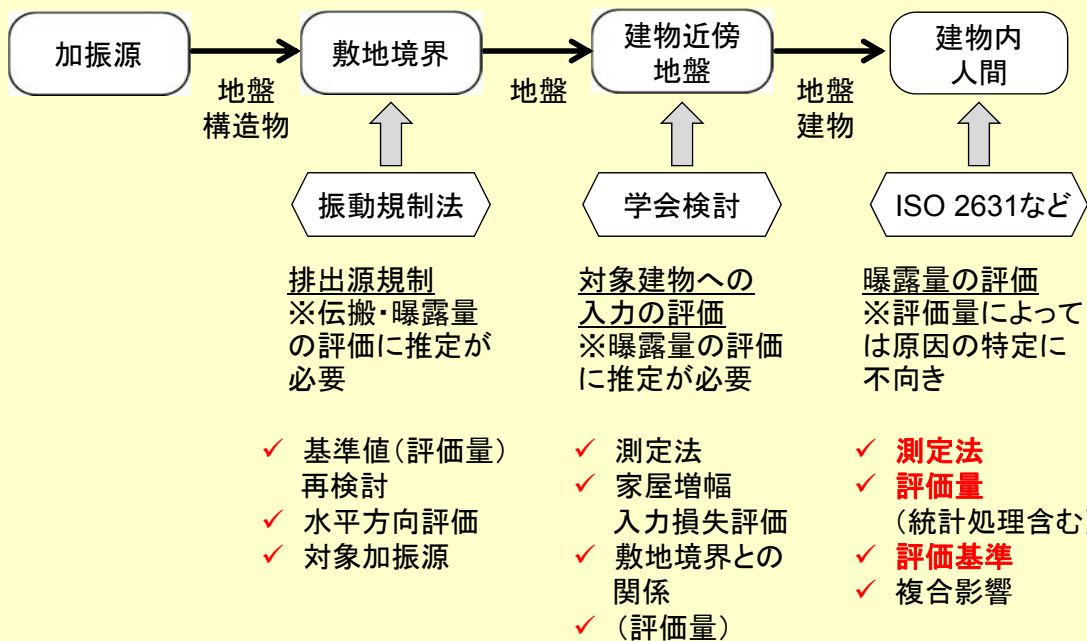 加振源
敷地境界
建物近傍
地盤
建物内
人間
地盤
構造物
地盤
地盤
建物
振動規制法
学会検討
ISO 2631など
排出源規制
※伝搬・曝露量
の評価に推定が
必要
✓ 基準値(評価量)
再検討
✓ 水平方向評価
✓ 対象加振源
対象建物への
入力の評価
※曝露量の評価
に推定が必要
✓ 測定法
✓ 家屋増幅
入力損失評価
✓ 敷地境界との
関係
✓ (評価量)
曝露量の評価
※評価量によって
は原因の特定に
不向き
✓ 測定法
✓ 評価量
(統計処理含む)
✓ 評価基準
✓ 複合影響